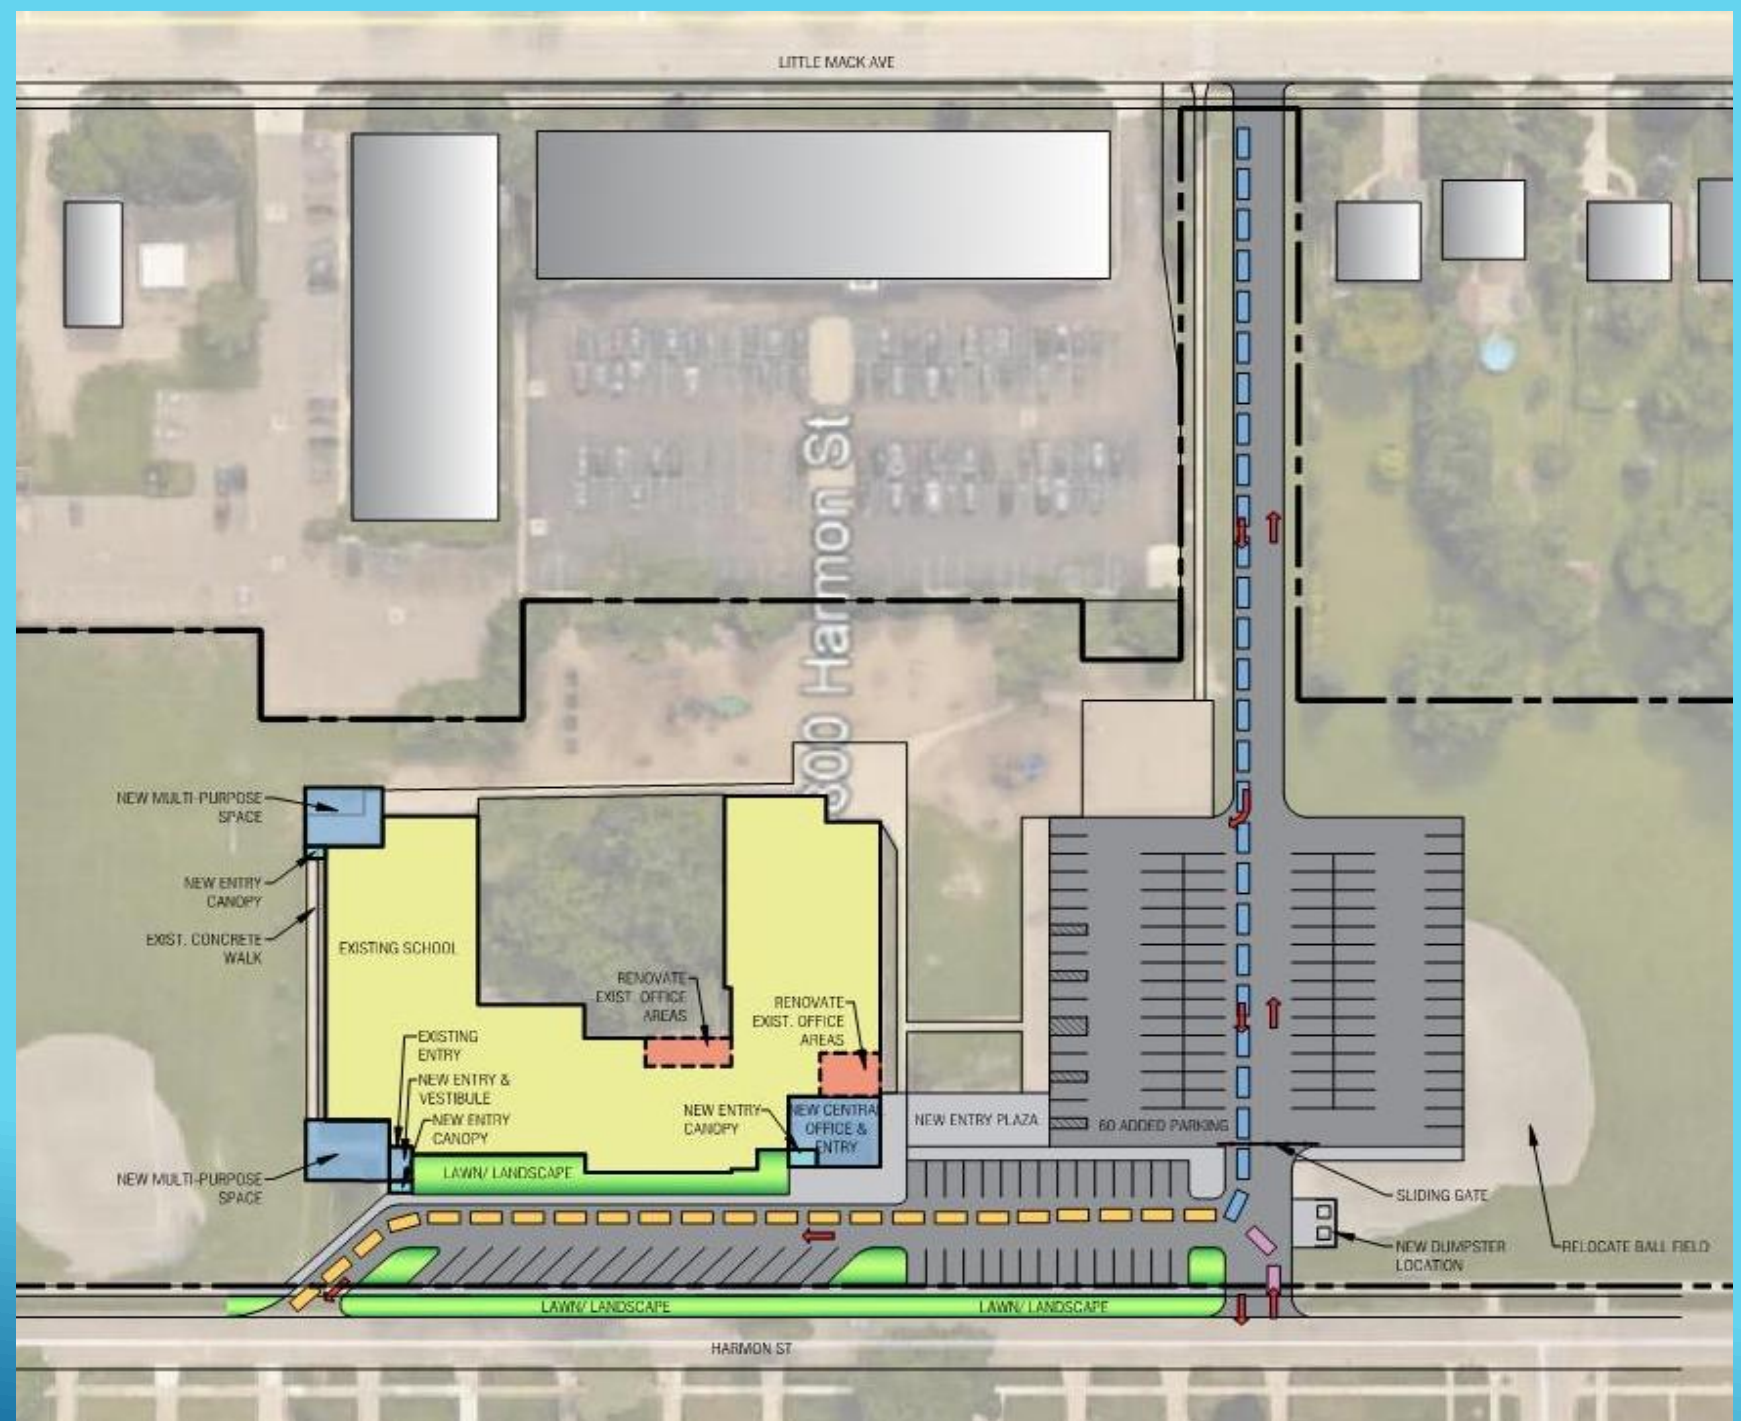 LITTLE MACK AVE
300 Harmon St
NEW MULTI-PURPOSE
SPACE
NEW ENTRY
CANOPY
EXIST. CONCRETE
WALK
EXISTING SCHOOL
RENOVATE
EXIST. OFFICE
AREAS
RENOVATE
EXIST. OFFICE
AREAS
EXISTING
ENTRY
NEW ENTRY &
VESTIBULE
NEW ENTRY
CANOPY
NEW ENTRY
CANOPY
NEW CENTRAL
OFFICE &
ENTRY
NEW ENTRY PLAZA
60 ADDED PARKING
NEW MULTI-PURPOSE
SPACE
LAWN/ LANDSCAPE
SLIDING GATE
NEW DUMPSTER
LOCATION
RELOCATE BALL FIELD
LAWN/ LANDSCAPE
LAWN/ LANDSCAPE
HARMON ST